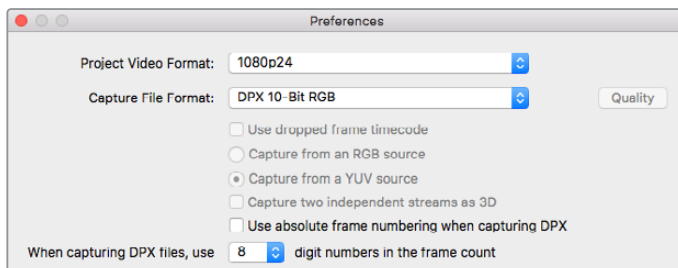 Preferences
Project Video Format: 1080p24
Capture File Format: DPX 10-Bit RGB Quality
Use dropped frame timecode
Capture from an RGB source
Capture from a YUV source
Capture two independent streams as 3D
Use absolute frame numbering when capturing DPX
When capturing DPX files, use 8 digit numbers in the frame count